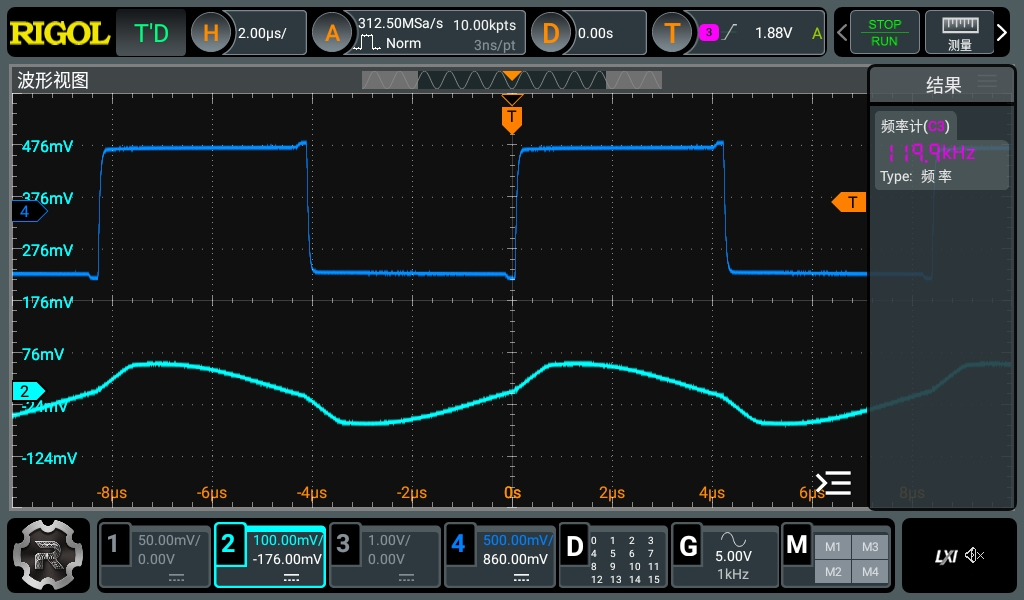 RIGOL T'D H 2.00μs/ A 312.50MSa/s 10.00kpts D 0.00s T 3 1.88V A STOP
Norm 3ns/pt RUN 测量
波形视图 结果
T
频率计(C3)
476mV
119.9kHz
Type: 频 率
376mV
T
4
276mV
176mV
76mV
2
-24mV
-124mV
-8μs -6μs -4μs -2μs 0s 2μs 4μs 6μs 8μs
1 50.00mV/ 2 100.00mV/ 3 1.00V/ 4 500.00mV/ D 0 1 2 3 G 5.00V M M1 M3
0.00V -176.00mV 0.00V 860.00mV 4 5 6 7 1kHz M2 M4
8 9 10 11
12 13 14 15
R
LXI